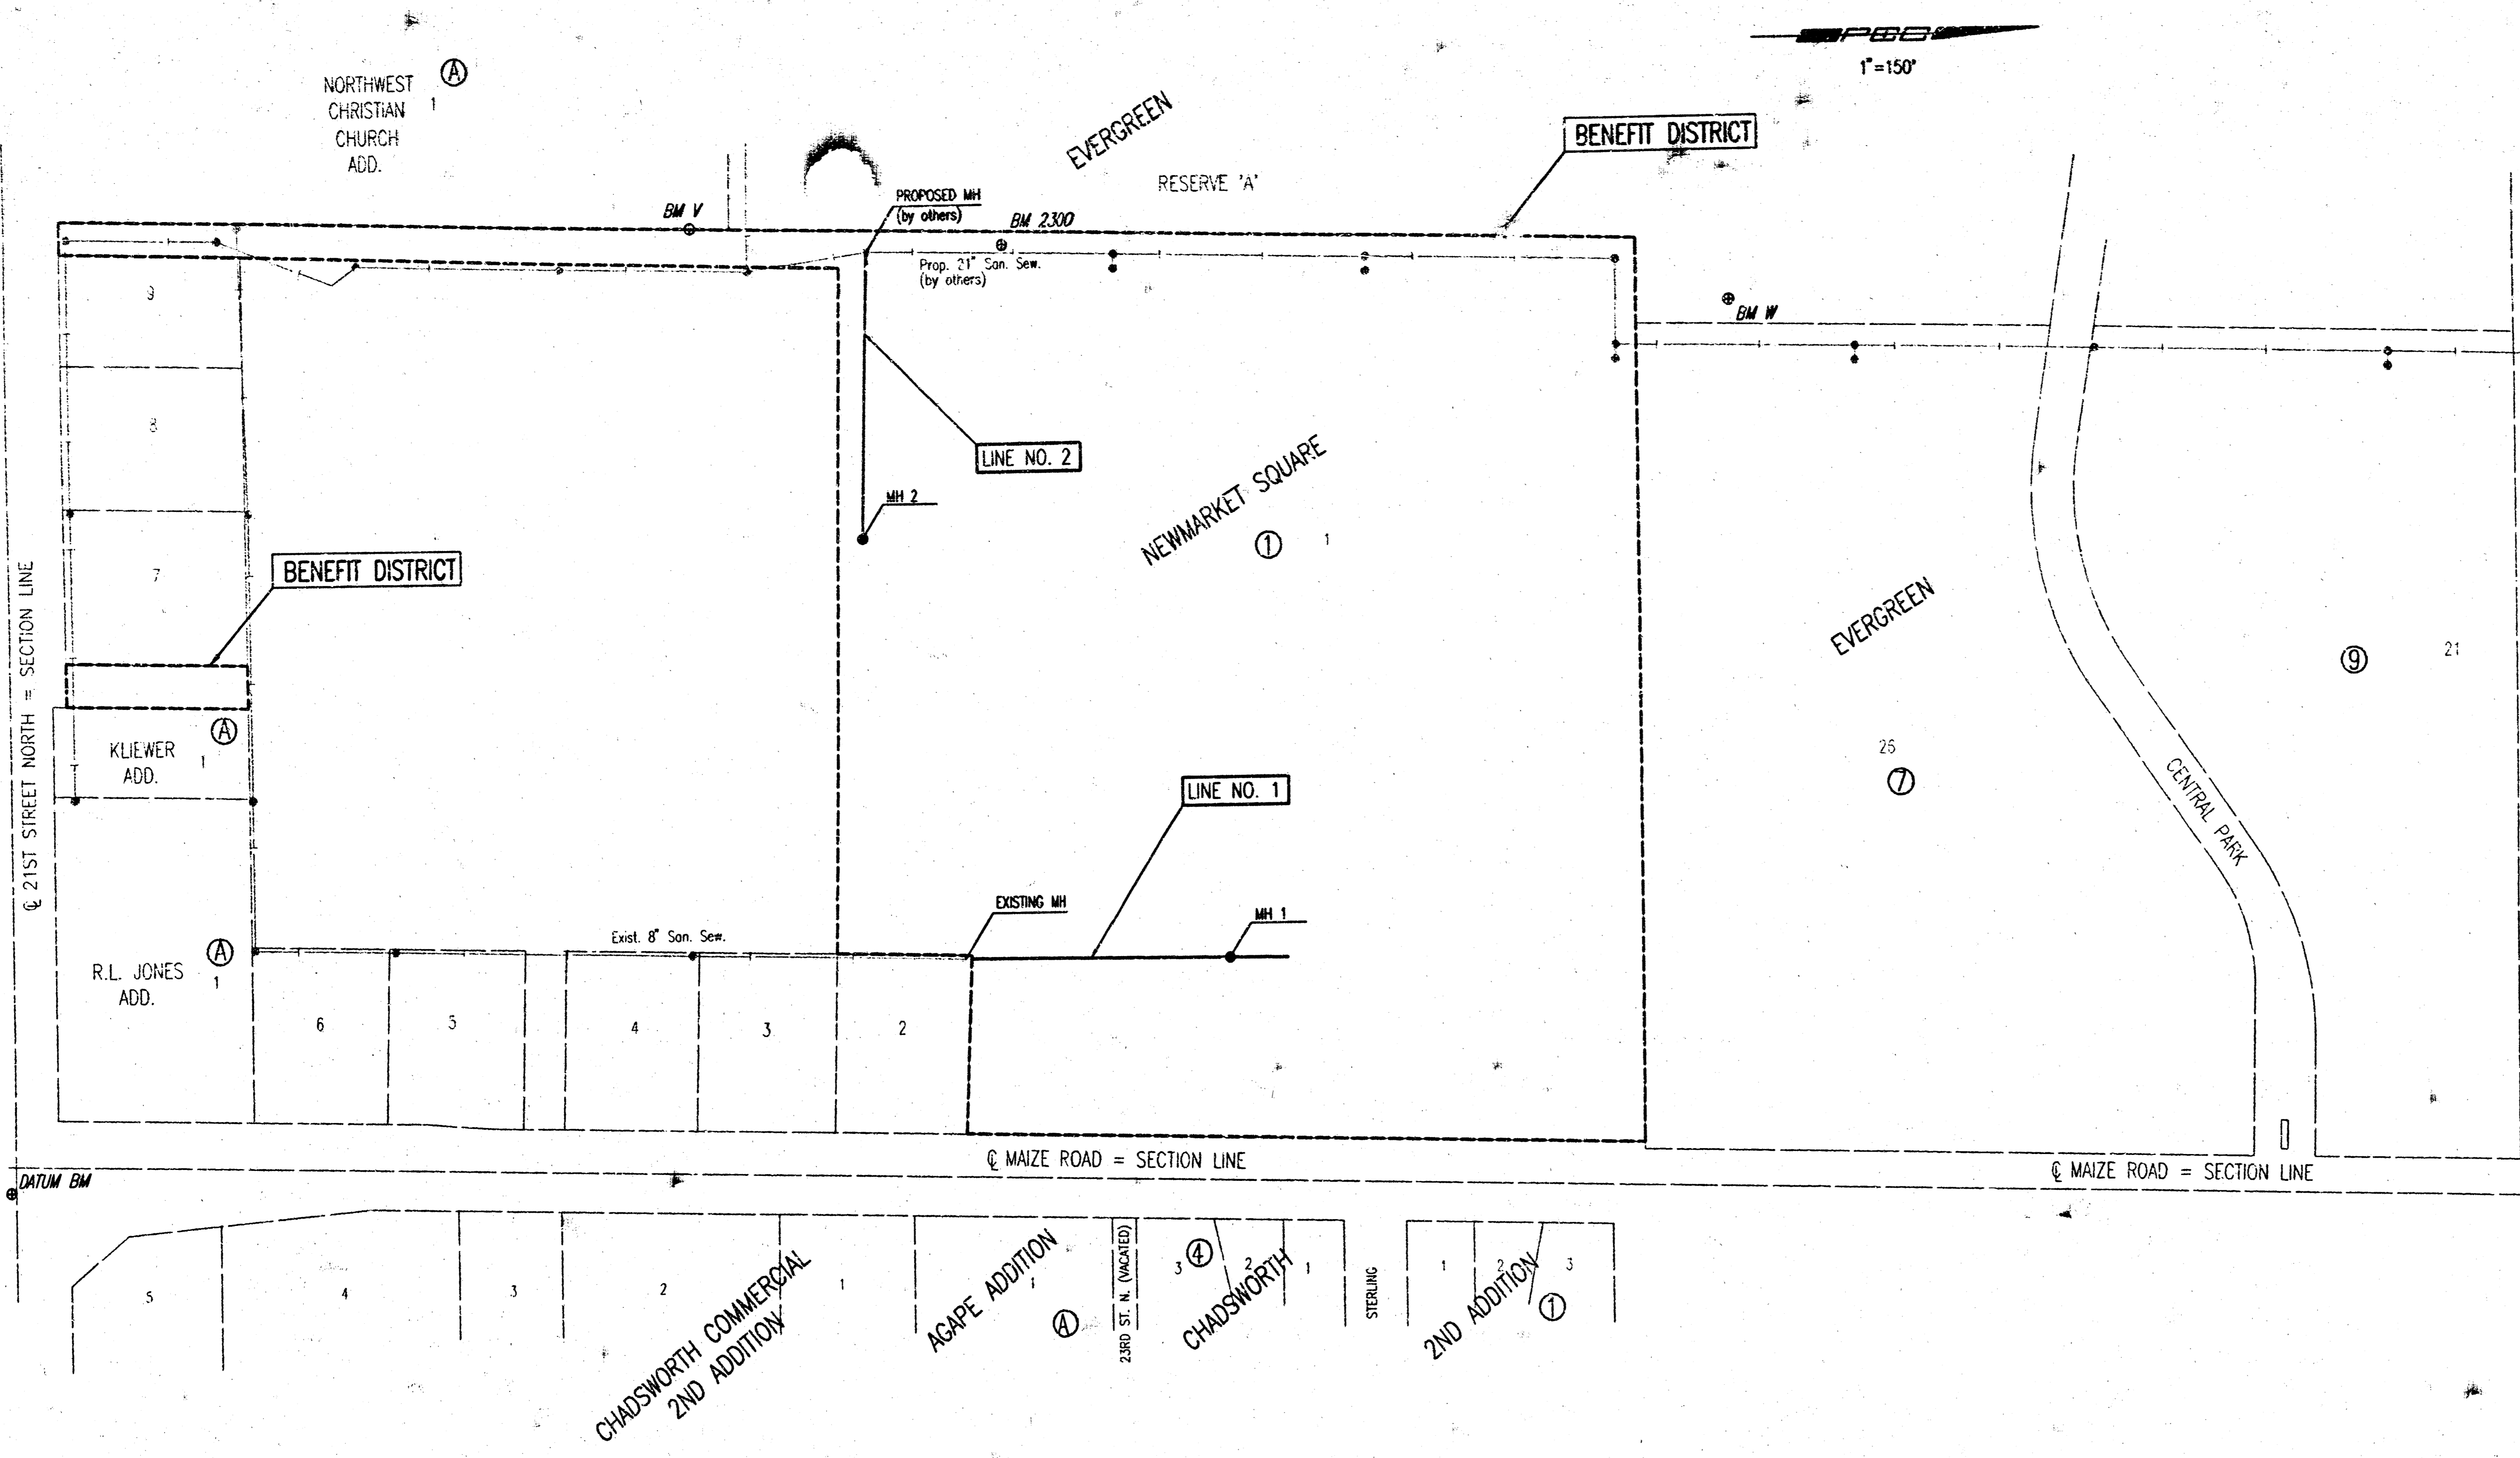 NORTHWEST
CHRISTIAN
CHURCH
ADD.
A
1
EVERGREEN
RESERVE 'A'
BENEFIT DISTRICT
PEC
1"=150'
BM V
PROPOSED MH
(by others)
BM 2300
Prop. 21" San. Sew.
(by others)
BM W
9
8
7
LINE NO. 2
MH 2
NEWMARKET SQUARE
1
1
BENEFIT DISTRICT
℄ 21ST STREET NORTH = SECTION LINE
EVERGREEN
9
21
KLIEWER
ADD.
A
1
26
7
CENTRAL PARK
LINE NO. 1
EXISTING MH
MH 1
Exist. 8" San. Sew.
R.L. JONES
ADD.
A
1
6
5
4
3
2
℄ MAIZE ROAD = SECTION LINE
℄ MAIZE ROAD = SECTION LINE
DATUM BM
5
4
3
2
1
CHADSWORTH COMMERCIAL
2ND ADDITION
AGAPE ADDITION
1
A
23RD ST. N. (VACATED)
3
4
2
1
CHADSWORTH
STERLING
1
2
3
2ND ADDITION
1